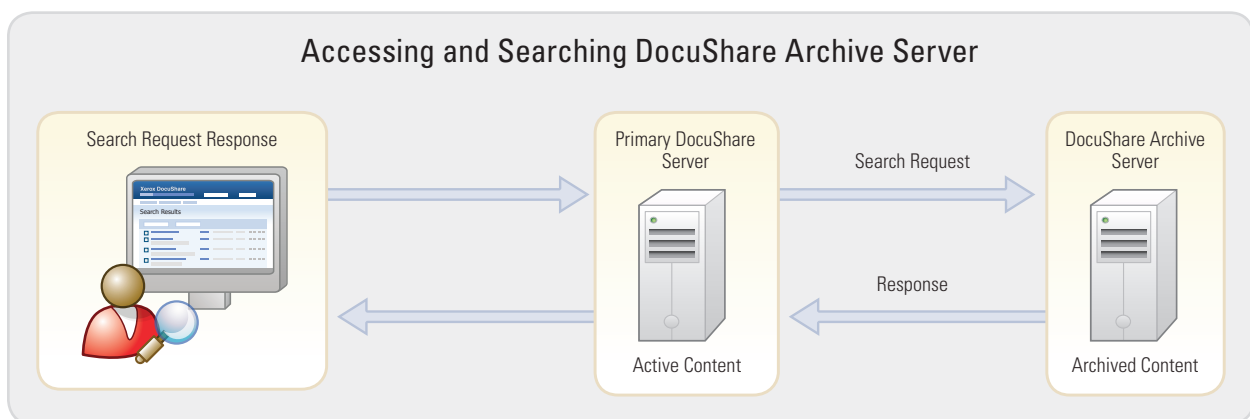 Accessing and Searching DocuShare Archive Server
Search Request Response
Xerox DocuShare
Search Results
Primary DocuShare
Server
Active Content
Search Request
Response
DocuShare Archive
Server
Archived Content